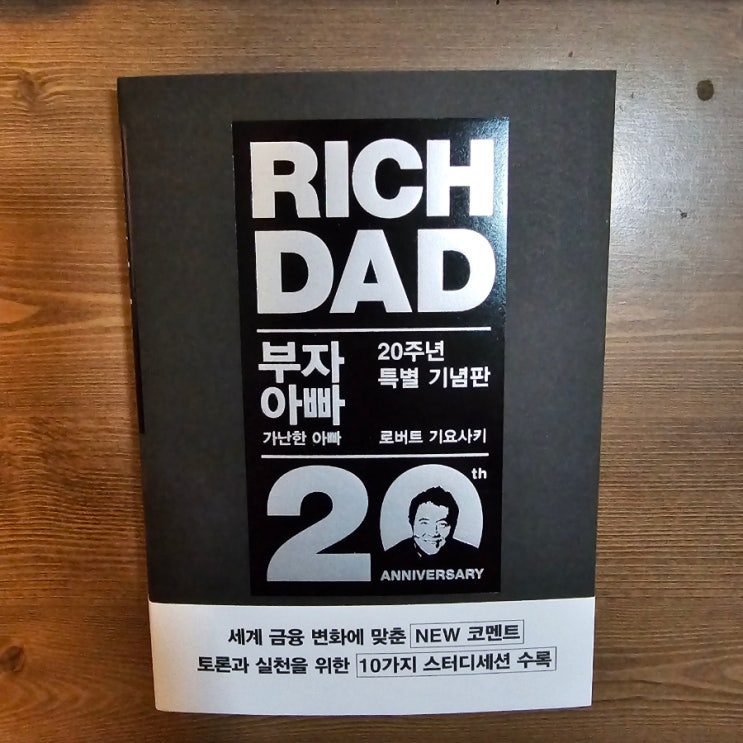 RICH
DAD
부자
아빠
가난한 아빠
20주년
특별 기념판
로버트 기요사키
20th
ANNIVERSARY
세계 금융 변화에 맞춘 NEW 코멘트
토론과 실천을 위한 10가지 스터디세션 수록